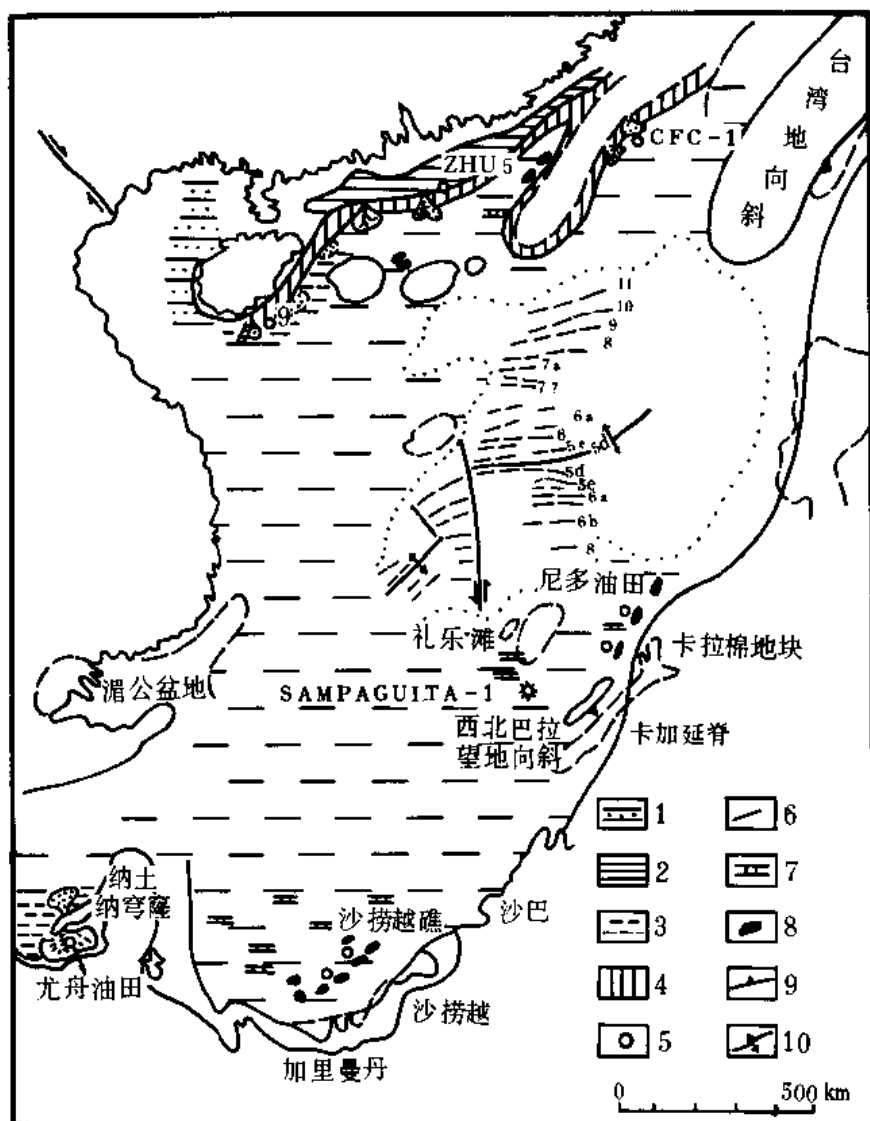 台湾地向斜
CFC-1
ZHU 5
9
11
10
9
8
7a
7
6a
6
5d
5e
6a
6b
8
尼多油田
礼乐滩
卡拉棉地块
湄公盆地
SAMPAGUITA-1
西北巴拉
望地向斜
卡加延脊
1 6
2 7
3 8
4 9
5 10
纳土
纳穹窿
沙捞越礁
沙巴
尤舟油田
沙捞越
加里曼丹
0 500 km